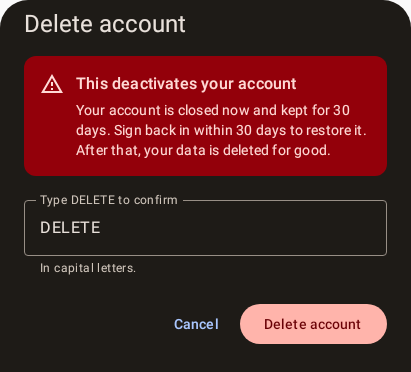 Delete account
This deactivates your account
Your account is closed now and kept for 30
days. Sign back in within 30 days to restore it.
After that, your data is deleted for good.
Type DELETE to confirm
DELETE
In capital letters.
Cancel
Delete account